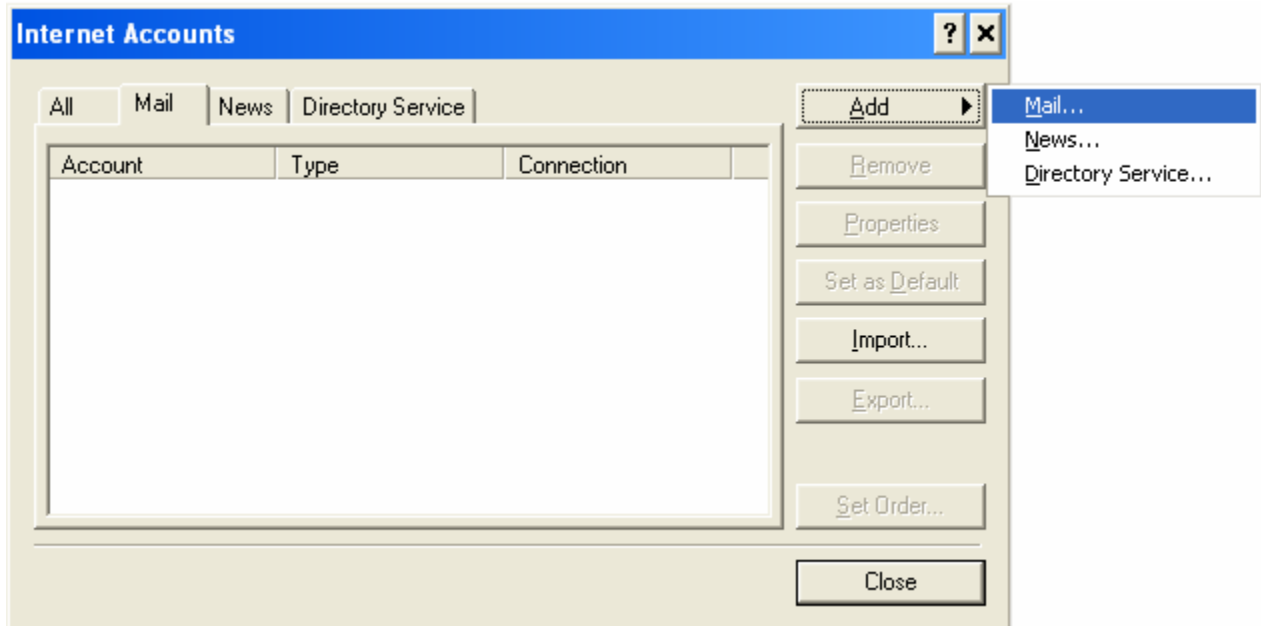 Internet Accounts
? ×
All Mail News Directory Service
Account Type Connection
Add
Remove
Properties
Set as Default
Import...
Export...
Set Order...
Close
Mail...
News...
Directory Service...